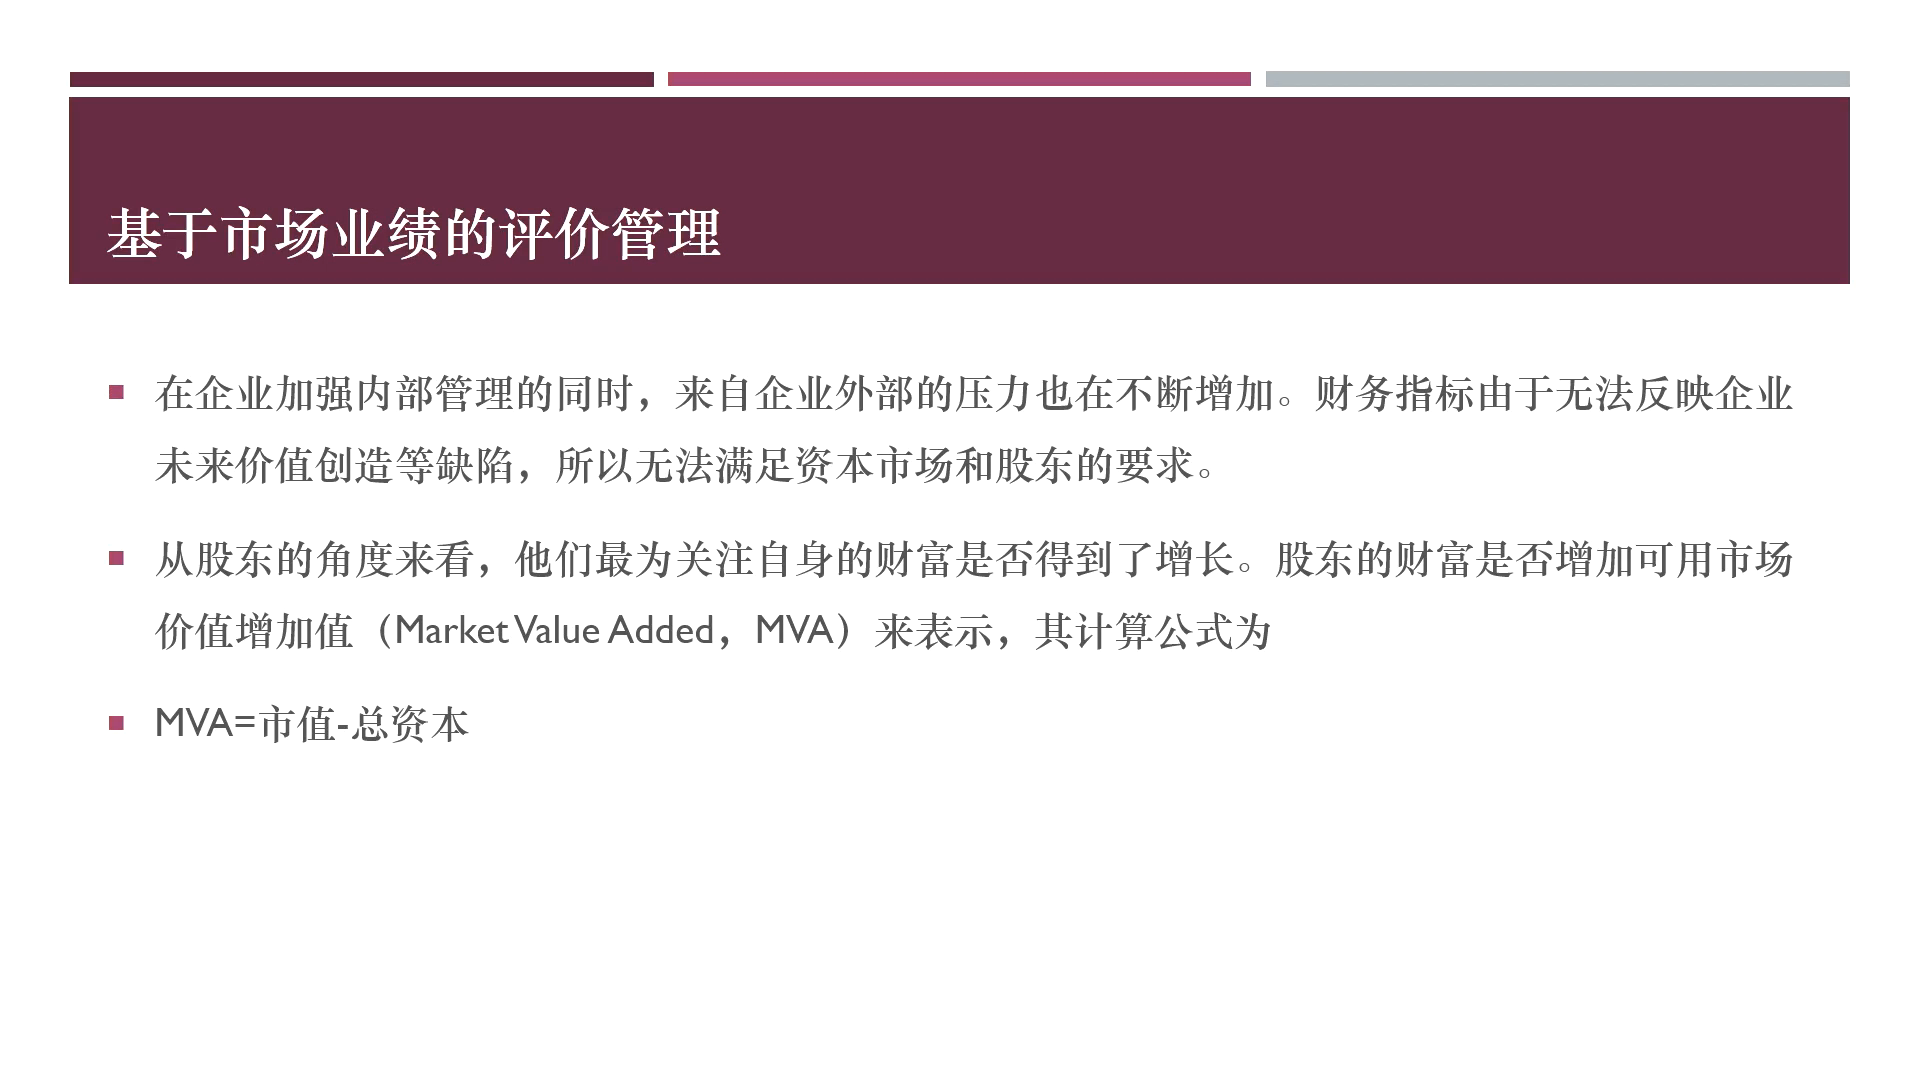 基于市场业绩的评价管理
在企业加强内部管理的同时，来自企业外部的压力也在不断增加。财务指标由于无法反映企业
未来价值创造等缺陷，所以无法满足资本市场和股东的要求。
从股东的角度来看，他们最为关注自身的财富是否得到了增长。股东的财富是否增加可用市场
价值增加值（Market Value Added，MVA）来表示，其计算公式为
MVA=市值-总资本